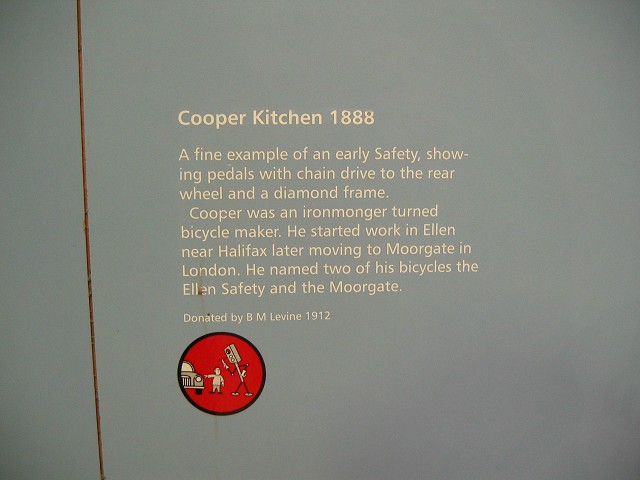 Cooper Kitchen 1888
A fine example of an early Safety, show-
ing pedals with chain drive to the rear
wheel and a diamond frame.
Cooper was an ironmonger turned
bicycle maker. He started work in Ellen
near Halifax later moving to Moorgate in
London. He named two of his bicycles the
Ellen Safety and the Moorgate.
Donated by B M Levine 1912